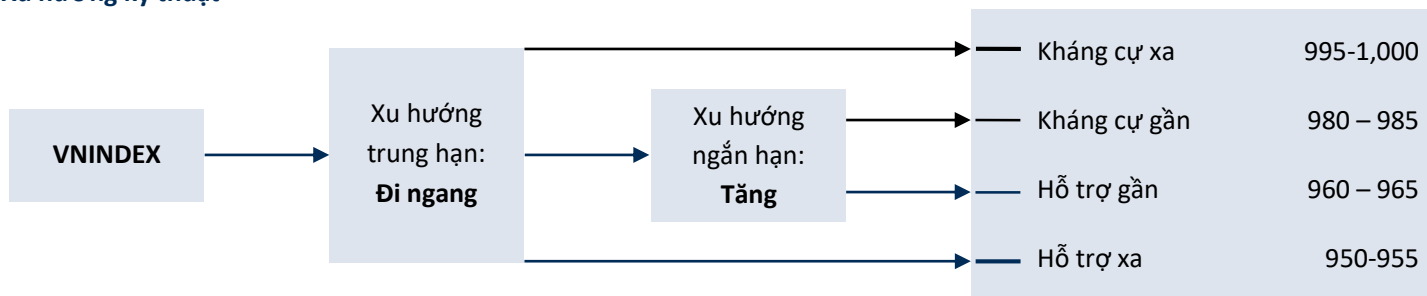 VNINDEX
Xu hướng
trung hạn:
Đi ngang
Xu hướng
ngắn hạn:
Tăng
Kháng cự xa 995-1,000
Kháng cự gần 980 – 985
Hỗ trợ gần 960 – 965
Hỗ trợ xa 950-955